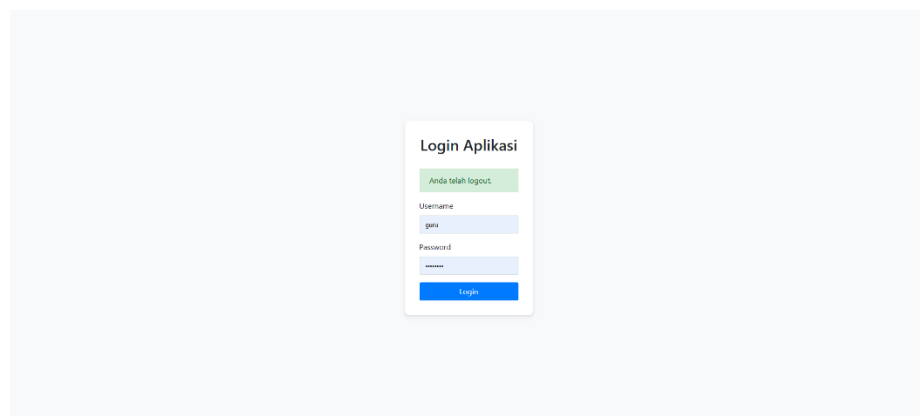 Login Aplikasi
Anda telah logout.
Username
guru
Password
••••••••
Login